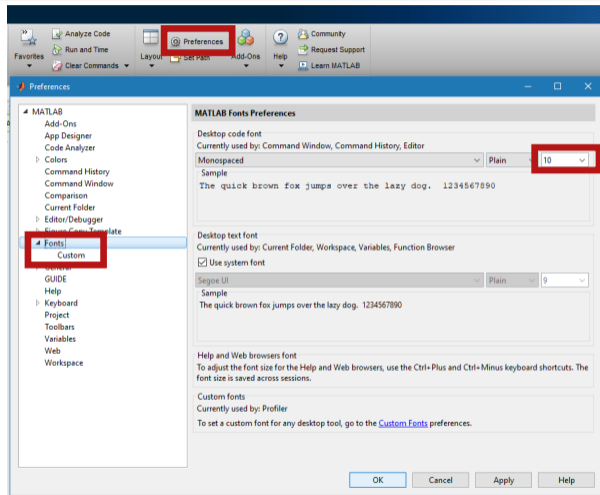 Analyze Code
Run and Time
Clear Commands
Favorites
Layout
Preferences
Set Path
Add-Ons
Help
Community
Request Support
Learn MATLAB
Preferences
MATLAB
Add-Ons
App Designer
Code Analyzer
Colors
Command History
Command Window
Comparison
Current Folder
Editor/Debugger
Figure Copy Template
Fonts
Custom
General
GUIDE
Help
Keyboard
Project
Toolbars
Variables
Web
Workspace
MATLAB Fonts Preferences
Desktop code font
Currently used by: Command Window, Command History, Editor
Monospaced Plain 10
Sample
The quick brown fox jumps over the lazy dog. 1234567890
Desktop text font
Currently used by: Current Folder, Workspace, Variables, Function Browser
Use system font
Segoe UI Plain 9
Sample
The quick brown fox jumps over the lazy dog. 1234567890
Help and Web browsers font
To adjust the font size for the Help and Web browsers, use the Ctrl+Plus and Ctrl+Minus keyboard shortcuts. The
font size is saved across sessions.
Custom fonts
Currently used by: Profiler
To set a custom font for any desktop tool, go to the Custom Fonts preferences.
OK Cancel Apply Help